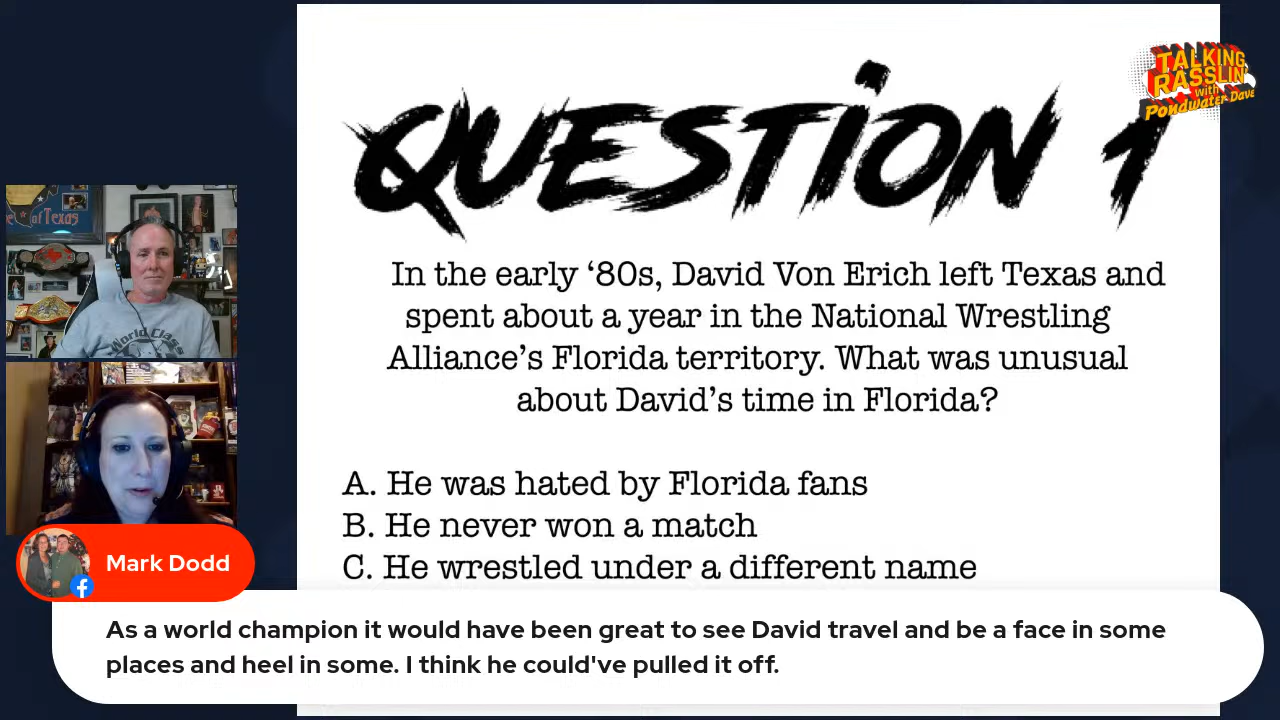 TALKING
RASSLIN'
with
Pondwater Dave
QUESTION 1
In the early ‘80s, David Von Erich left Texas and
spent about a year in the National Wrestling
Alliance’s Florida territory. What was unusual
about David’s time in Florida?
A. He was hated by Florida fans
B. He never won a match
C. He wrestled under a different name
of Texas
World Class
Mark Dodd
As a world champion it would have been great to see David travel and be a face in some
places and heel in some. I think he could've pulled it off.